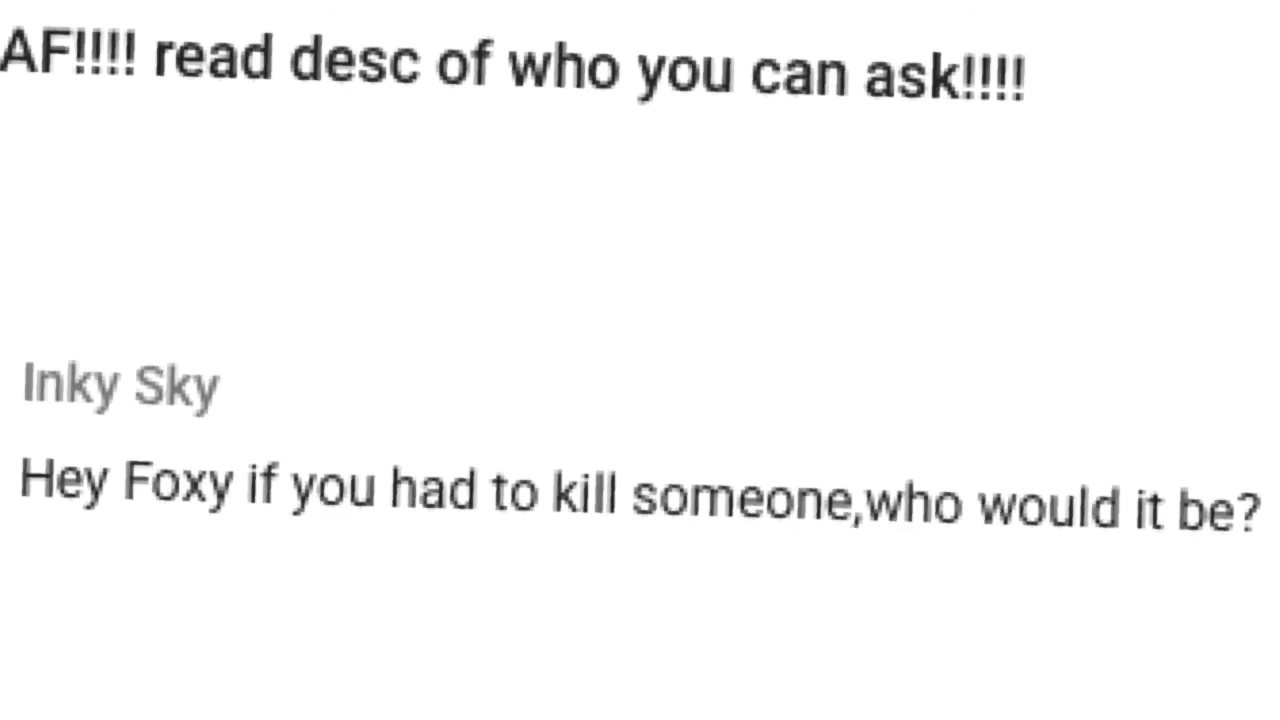 AF!!!! read desc of who you can ask!!!!
Inky Sky
Hey Foxy if you had to kill someone,who would it be?